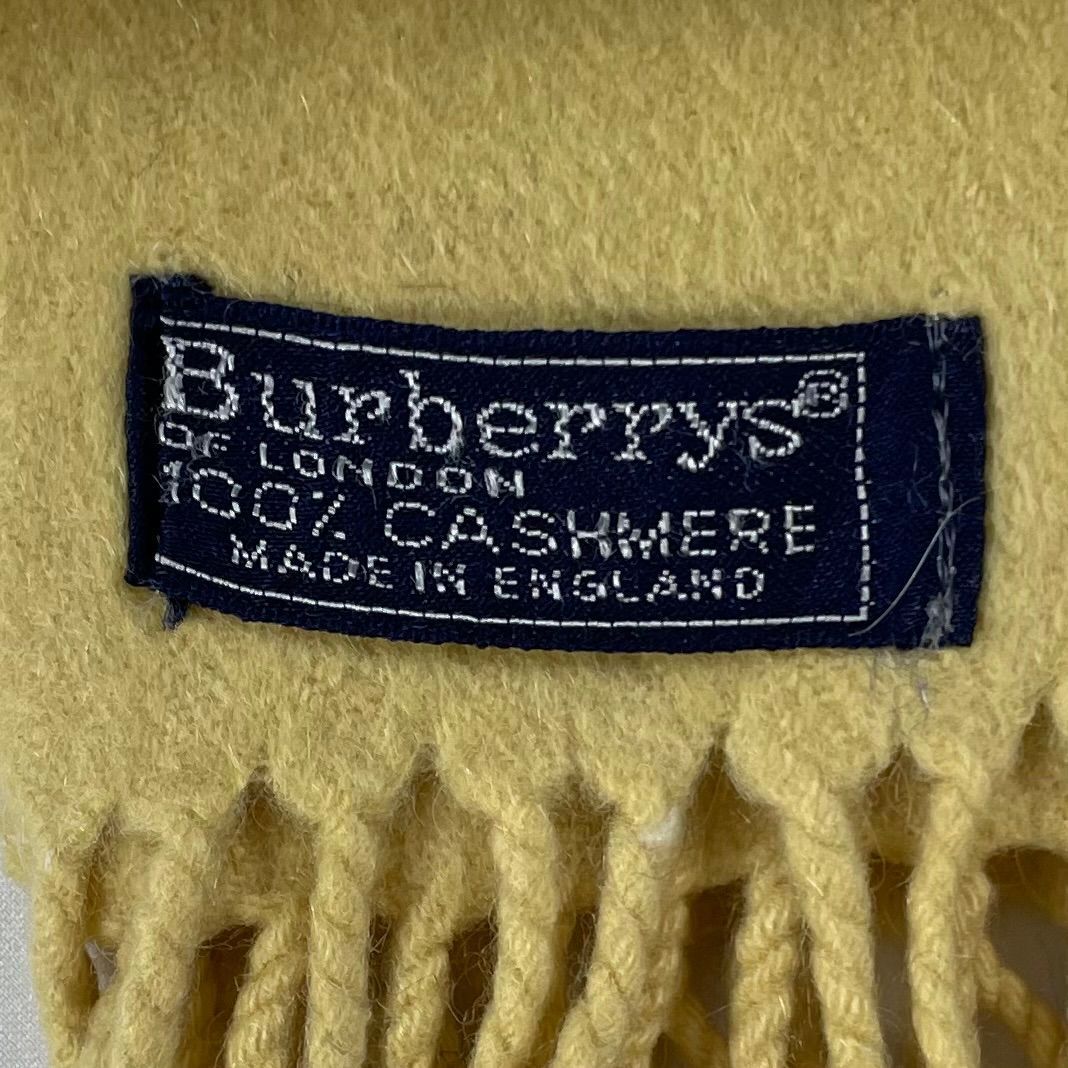 Burberrys®
OF LONDON
100% CASHMERE
MADE IN ENGLAND